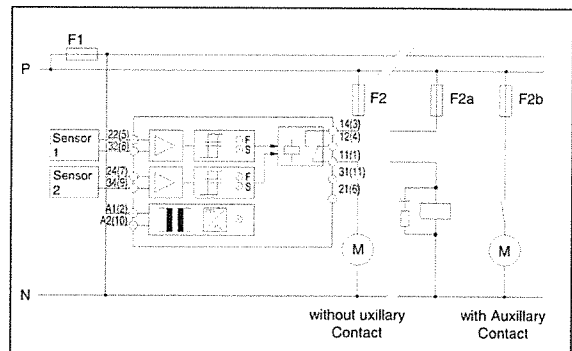 F1
P
F2
F2a
F2b
14(3)
12(4)
11(1)
31(11)
21(6)
Sensor
1
22(5)
32(8)
F
S
Sensor
2
24(7)
34(9)
F
S
A1(2)
A2(10)
M
M
N
without uxillary
Contact
with Auxillary
Contact